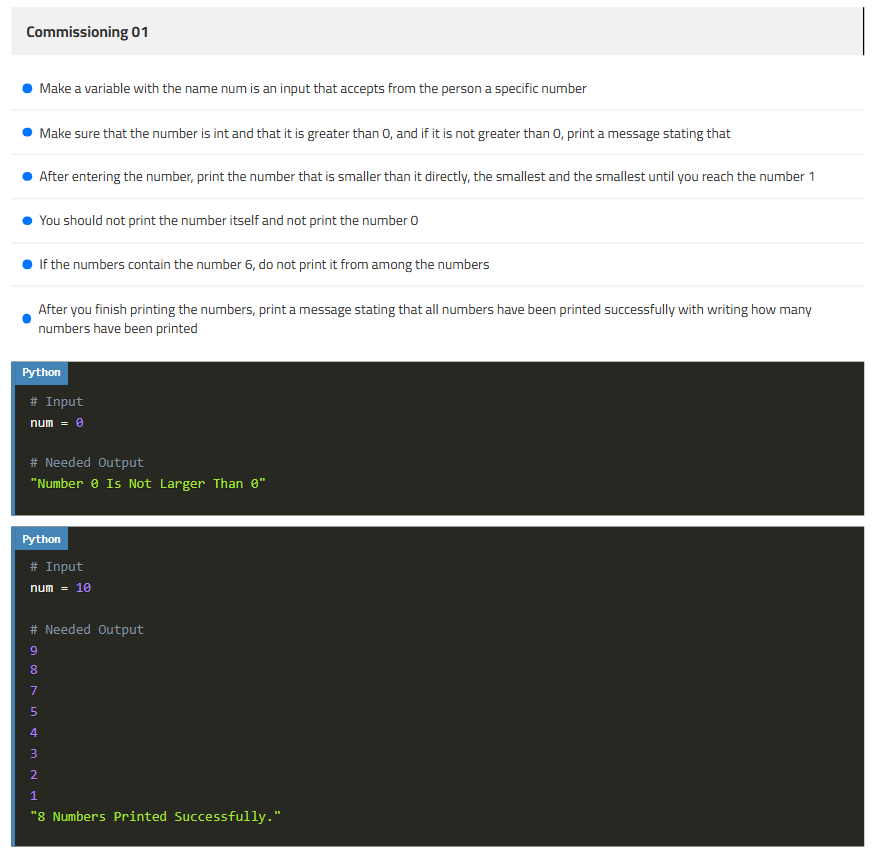 Commissioning 01
Make a variable with the name num is an input that accepts from the person a specific number
Make sure that the number is int and that it is greater than 0, and if it is not greater than 0, print a message stating that
After entering the number, print the number that is smaller than it directly, the smallest and the smallest until you reach the number 1
You should not print the number itself and not print the number 0
If the numbers contain the number 6, do not print it from among the numbers
After you finish printing the numbers, print a message stating that all numbers have been printed successfully with writing how many
numbers have been printed
Python
# Input
num = 0
# Needed Output
"Number 0 Is Not Larger Than 0"
Python
# Input
num = 10
# Needed Output
9
8
7
5
4
3
2
1
"8 Numbers Printed Successfully."